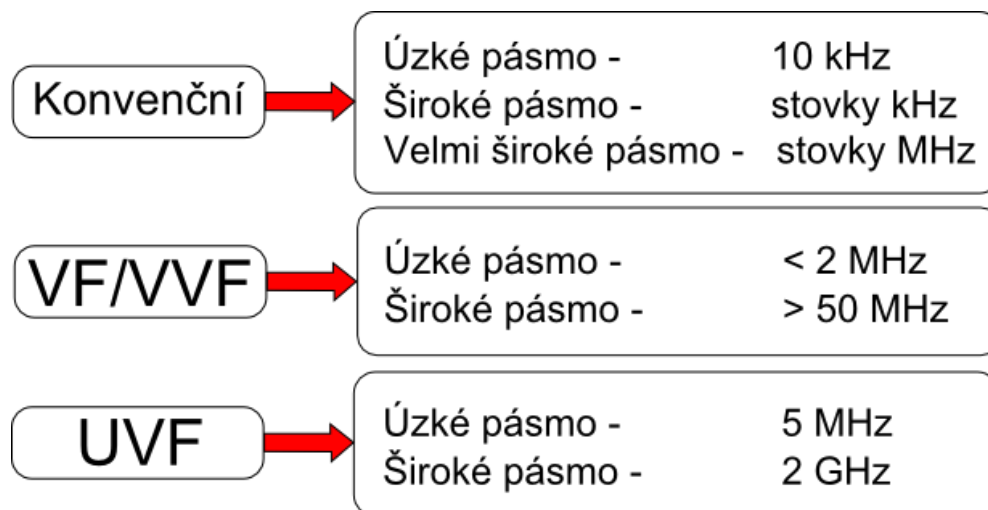 Konvenční
Úzké pásmo - 10 kHz
Široké pásmo - stovky kHz
Velmi široké pásmo - stovky MHz
VF/VVF
Úzké pásmo - < 2 MHz
Široké pásmo - > 50 MHz
UVF
Úzké pásmo - 5 MHz
Široké pásmo - 2 GHz